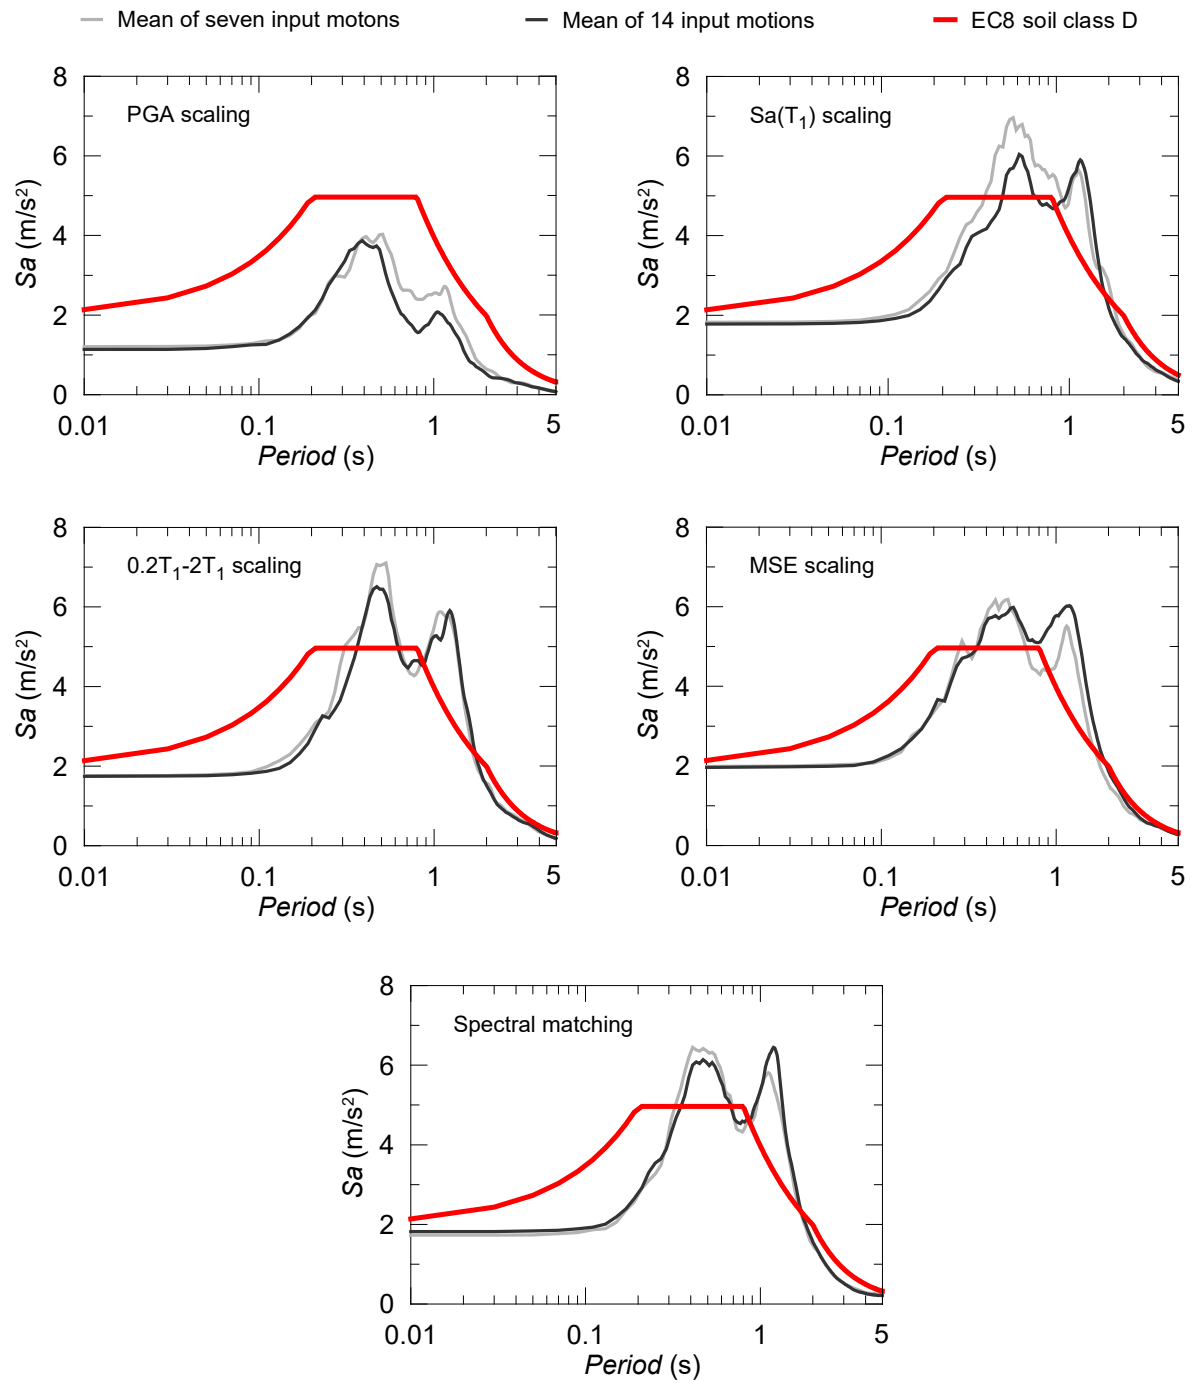 Mean of seven input motons
Mean of 14 input motions
EC8 soil class D
PGA scaling
8
6
4
2
0
Sa (m/s²)
0.01
0.1
1
5
Period (s)
Sa(T₁) scaling
8
6
4
2
0
Sa (m/s²)
0.01
0.1
1
5
Period (s)
0.2T₁-2T₁ scaling
8
6
4
2
0
Sa (m/s²)
0.01
0.1
1
5
Period (s)
MSE scaling
8
6
4
2
0
Sa (m/s²)
0.01
0.1
1
5
Period (s)
Spectral matching
8
6
4
2
0
Sa (m/s²)
0.01
0.1
1
5
Period (s)